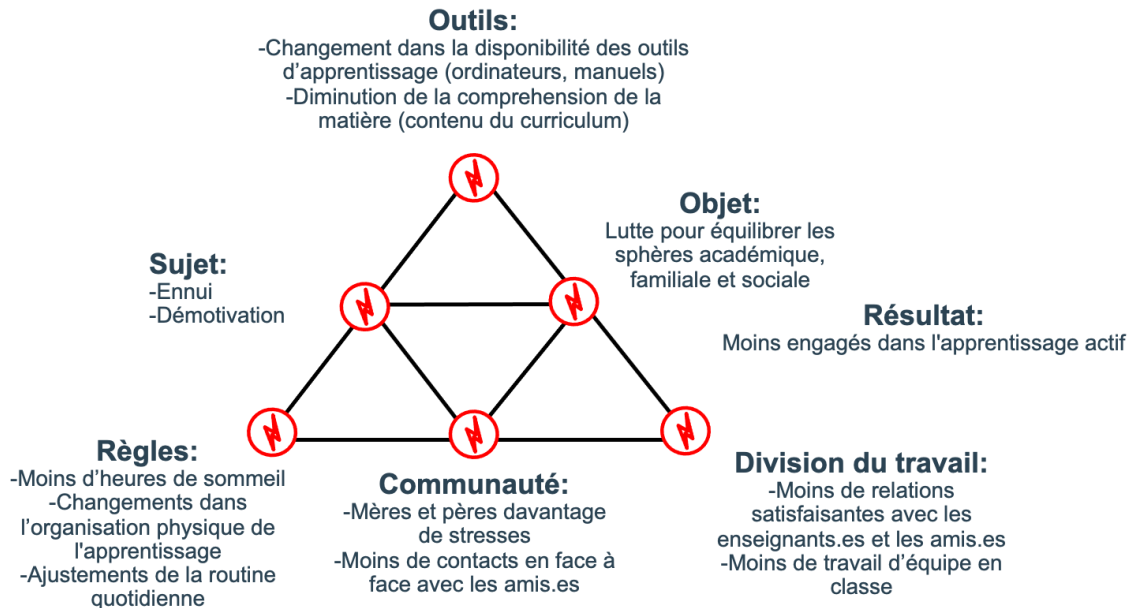 Outils:
-Changement dans la disponibilité des outils
d'apprentissage (ordinateurs, manuels)
-Diminution de la comprehension de la
matière (contenu du curriculum)
Objet:
Lutte pour équilibrer les
sphères académique,
familiale et sociale
Sujet:
-Ennui
-Démotivation
Résultat:
Moins engagés dans l'apprentissage actif
Règles:
-Moins d'heures de sommeil
-Changements dans
l'organisation physique de
l'apprentissage
-Ajustements de la routine
quotidienne
Communauté:
-Mères et pères davantage
de stresses
-Moins de contacts en face à
face avec les amis.es
Division du travail:
-Moins de relations
satisfaisantes avec les
enseignants.es et les amis.es
-Moins de travail d'équipe en
classe